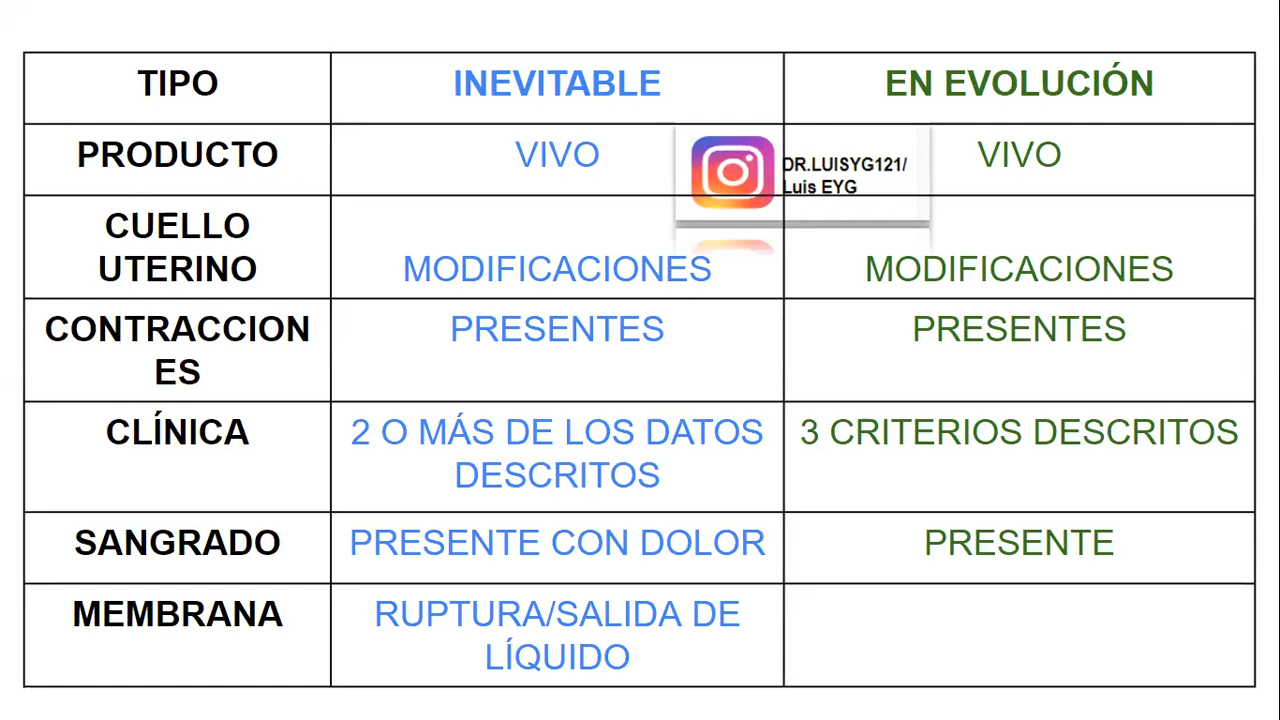 TIPO
INEVITABLE
EN EVOLUCIÓN
PRODUCTO
VIVO
DR.LUISYG121/
Luis EYG
VIVO
CUELLO
UTERINO
MODIFICACIONES
MODIFICACIONES
CONTRACCION
ES
PRESENTES
PRESENTES
CLÍNICA
2 O MÁS DE LOS DATOS
DESCRITOS
3 CRITERIOS DESCRITOS
SANGRADO
PRESENTE CON DOLOR
PRESENTE
MEMBRANA
RUPTURA/SALIDA DE
LÍQUIDO